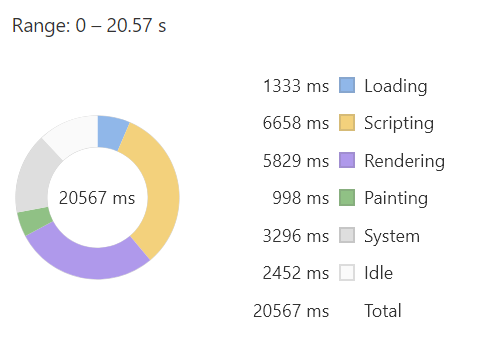 Range: 0 – 20.57 s
1333 ms Loading
6658 ms Scripting
5829 ms Rendering
20567 ms
998 ms Painting
3296 ms System
2452 ms Idle
20567 ms Total